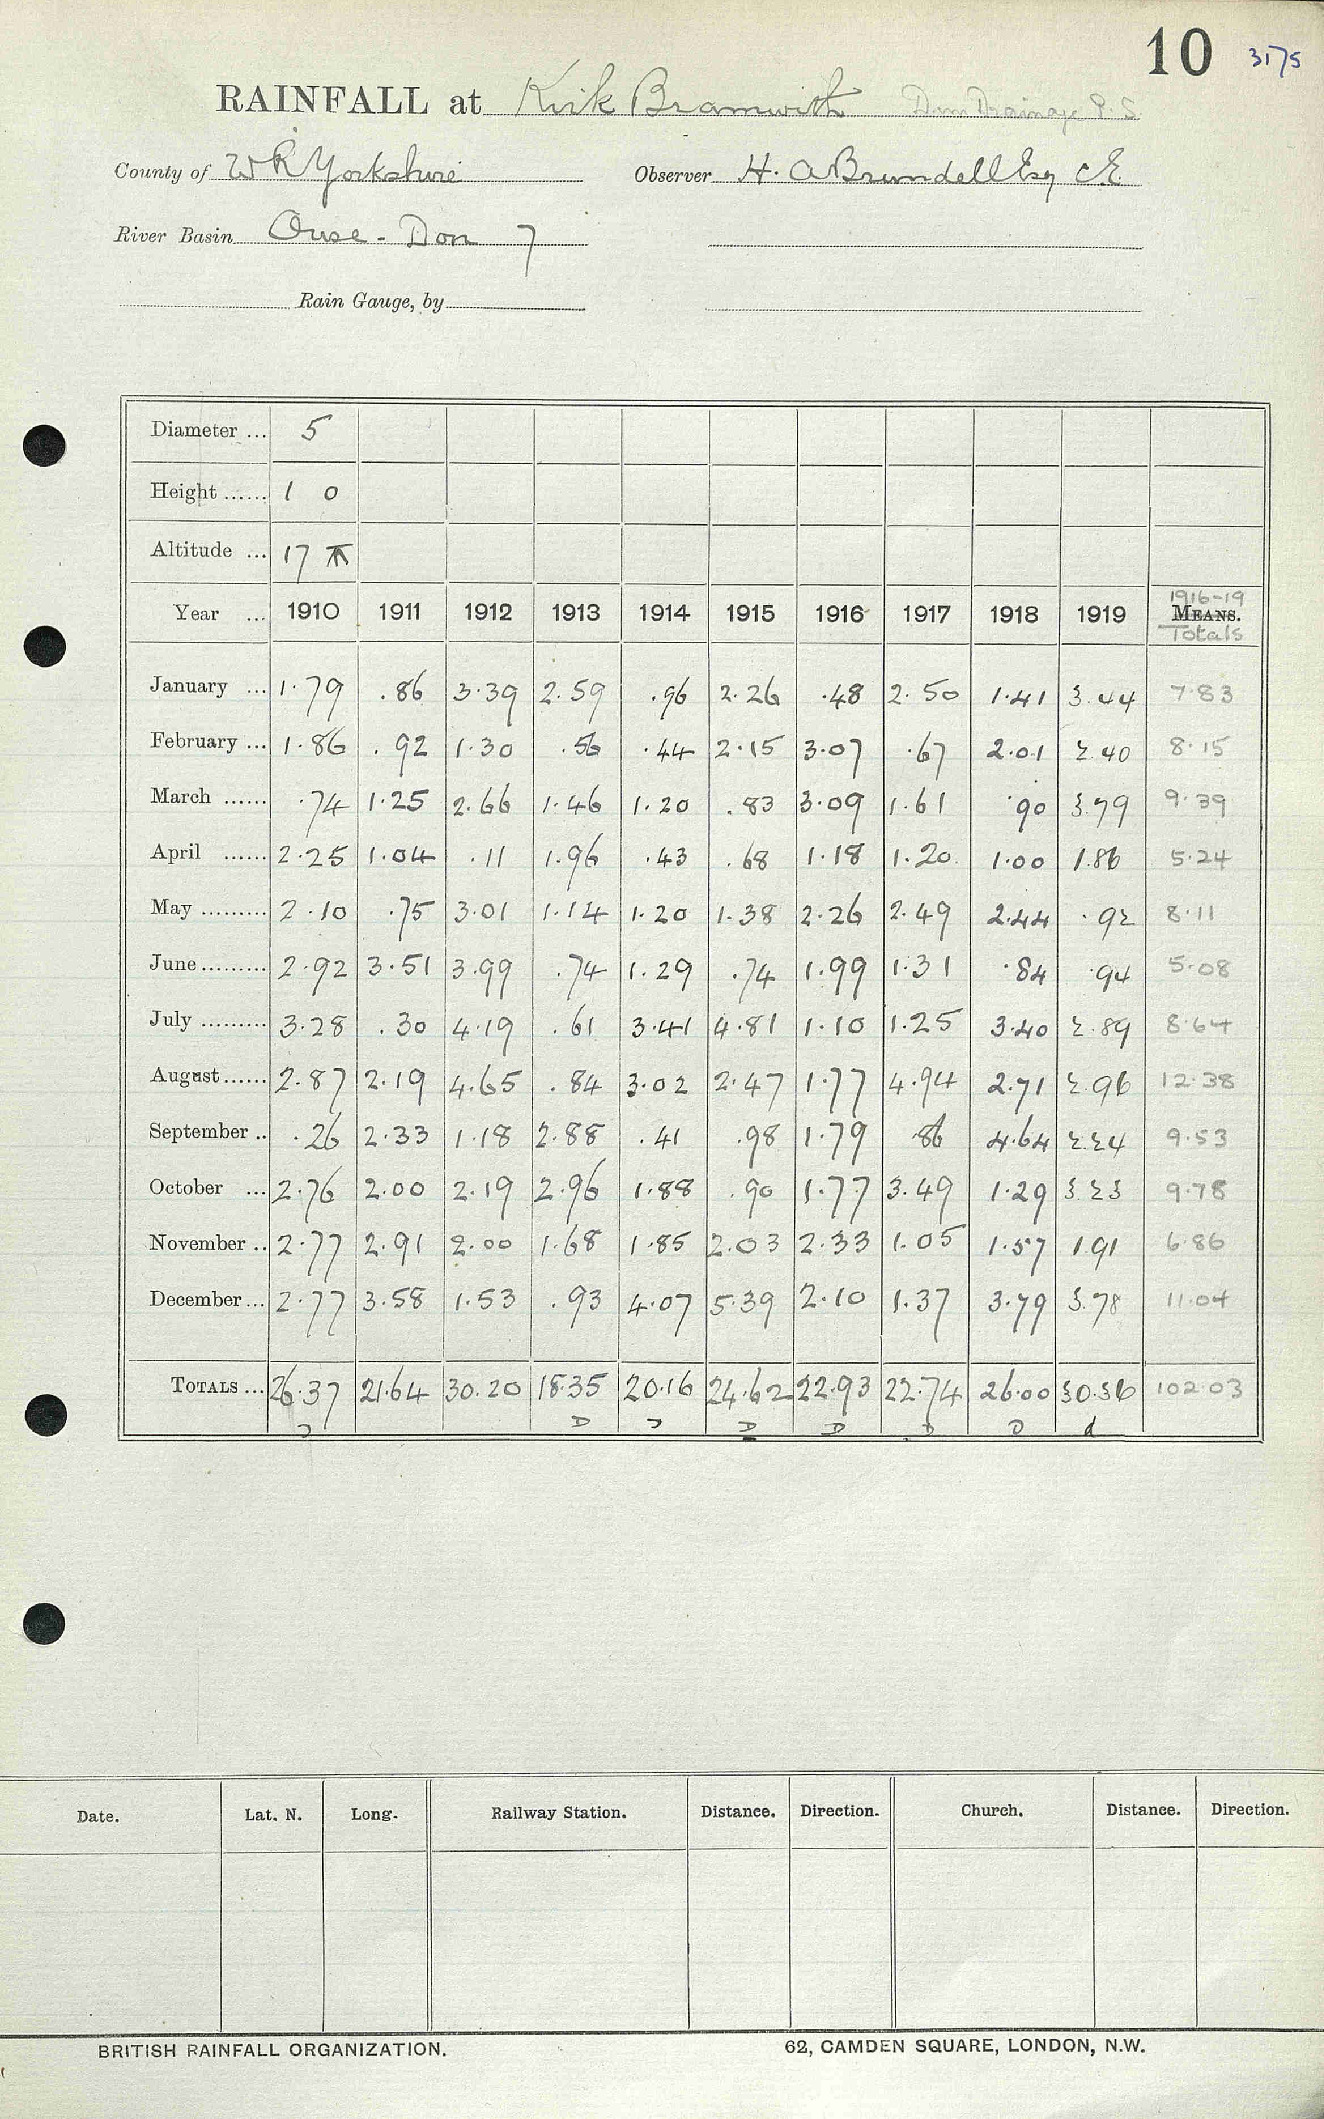 10 3175
RAINFALL at Kirk Bramwith Dun Drainage P.S.
County of W R Yorkshire Observer H. A Brundell Esq CE
River Basin Ouse - Don 7
Rain Gauge, by
Diameter ... 5
Height ...... 1 0
Altitude ... 17
Year ... 1910 1911 1912 1913 1914 1915 1916 1917 1918 1919 1916-19 MEANS. Totals
January ... 1.79 .86 3.39 2.59 .96 2.26 .48 2.50 1.41 3.44 7.83
February ... 1.86 .92 1.30 .56 .44 2.15 3.07 .67 2.01 2.40 8.15
March ...... .74 1.25 2.66 1.46 1.20 .83 3.09 1.61 .90 3.79 9.39
April ...... 2.25 1.04 .11 1.96 .43 .68 1.18 1.20 1.00 1.86 5.24
May ......... 2.10 .75 3.01 1.14 1.20 1.38 2.26 2.49 2.44 .92 8.11
June ......... 2.92 3.51 3.99 .74 1.29 .74 1.99 1.31 .84 .94 5.08
July ......... 3.28 .30 4.19 .61 3.41 4.81 1.10 1.25 3.40 2.89 8.64
August ...... 2.87 2.19 4.65 .84 3.02 2.47 1.77 4.94 2.71 2.96 12.38
September .. .26 2.33 1.18 2.88 .41 .98 1.79 .86 4.64 2.24 9.53
October ... 2.76 2.00 2.19 2.96 1.88 .90 1.77 3.49 1.29 3.23 9.78
November .. 2.77 2.91 2.00 1.68 1.85 2.03 2.33 1.05 1.57 1.91 6.86
December ... 2.77 3.58 1.53 .93 4.07 5.39 2.10 1.37 3.79 3.78 11.04
TOTALS ... 26.37 21.64 30.20 18.35 20.16 24.62 22.93 22.74 26.00 30.36 102.03
D D D D D D D d
Date. Lat. N. Long. Railway Station. Distance. Direction. Church. Distance. Direction.
BRITISH RAINFALL ORGANIZATION. 62, CAMDEN SQUARE, LONDON, N.W.